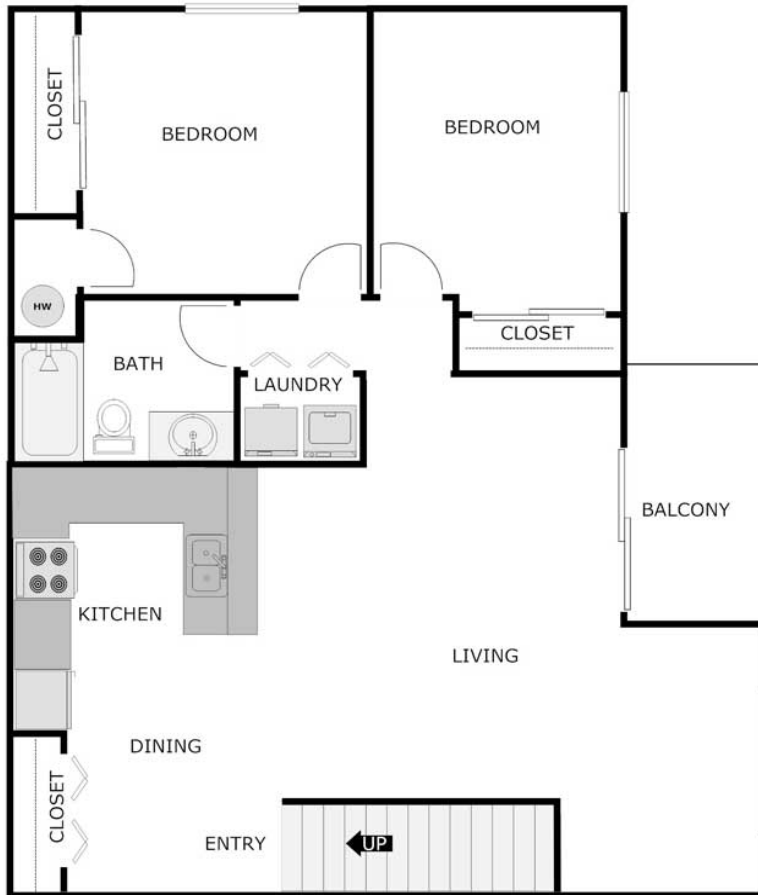 CLOSET
BEDROOM
BEDROOM
HW
CLOSET
BATH
LAUNDRY
BALCONY
KITCHEN
LIVING
DINING
CLOSET
ENTRY
UP